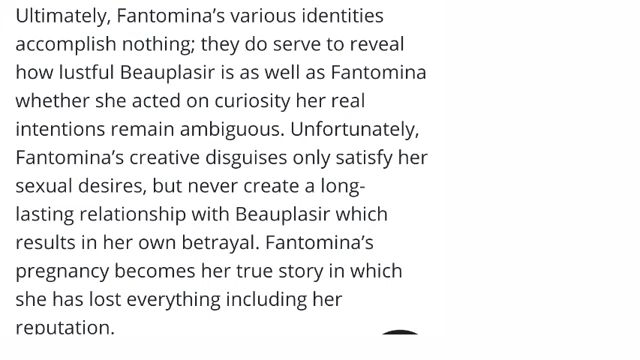 Ultimately, Fantomina’s various identities
accomplish nothing; they do serve to reveal
how lustful Beauplasir is as well as Fantomina
whether she acted on curiosity her real
intentions remain ambiguous. Unfortunately,
Fantomina’s creative disguises only satisfy her
sexual desires, but never create a long-
lasting relationship with Beauplasir which
results in her own betrayal. Fantomina’s
pregnancy becomes her true story in which
she has lost everything including her
reputation.